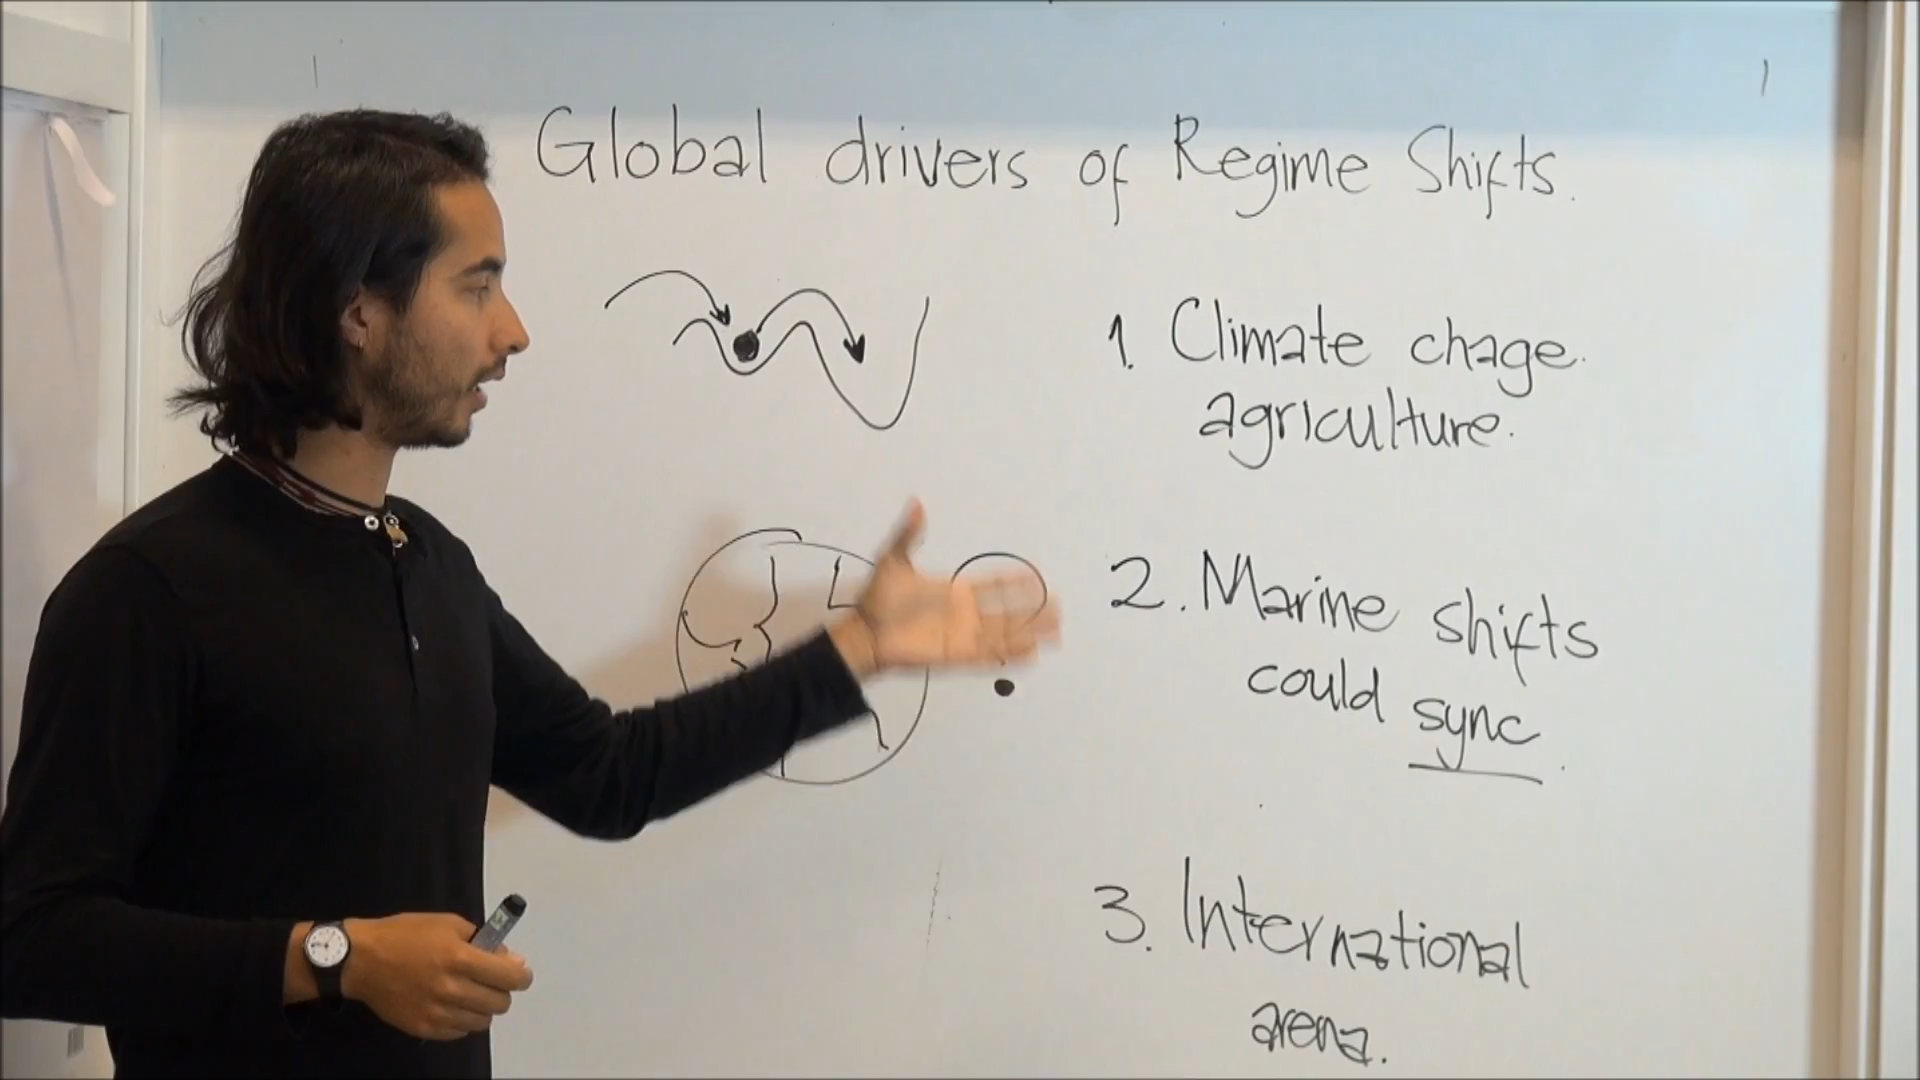 Global drivers of Regime Shifts.
1. Climate chage.
agriculture.
2. Marine shifts
could sync.
3. International
arena.